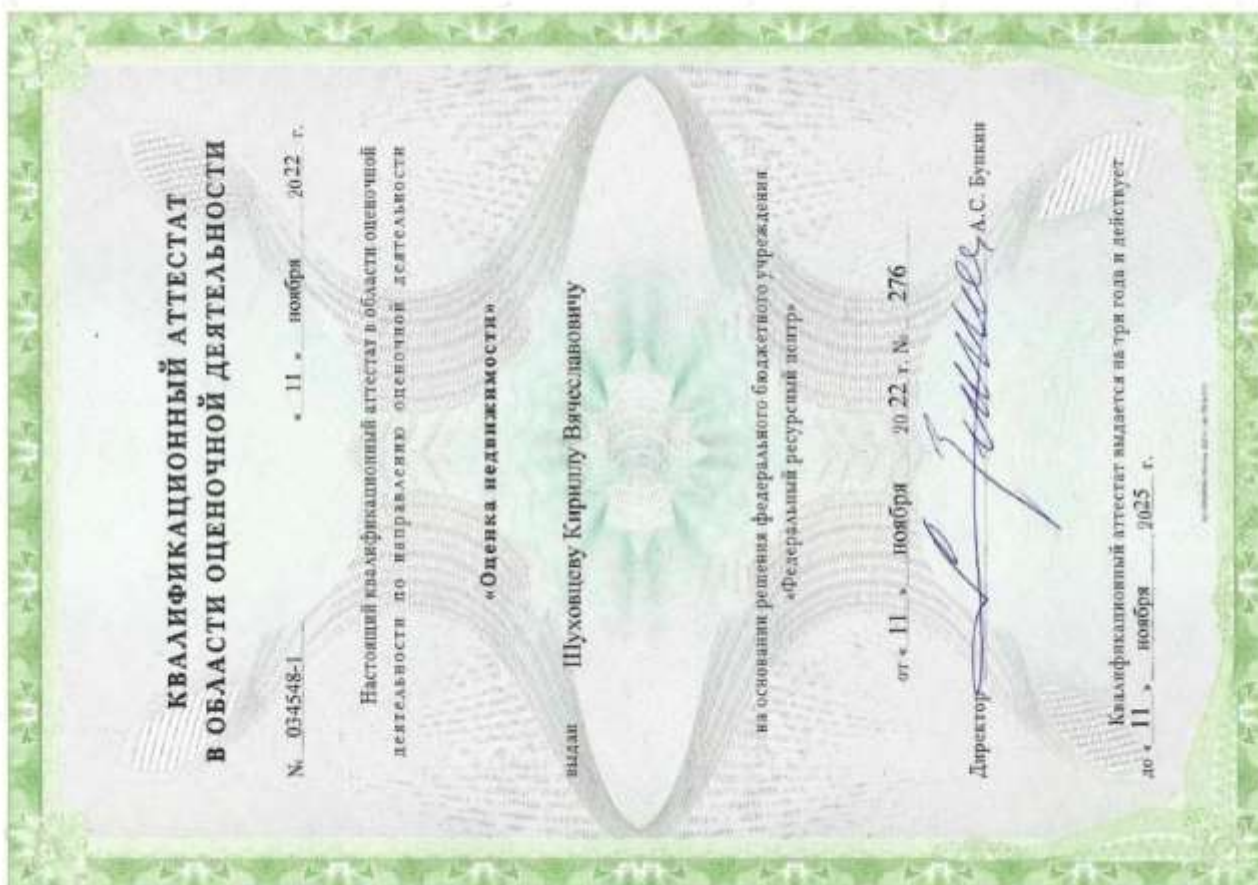 КВАЛИФИКАЦИОННЫЙ АТТЕСТАТ
В ОБЛАСТИ ОЦЕНОЧНОЙ ДЕЯТЕЛЬНОСТИ
№ 034548-1 « 11 » ноября 2022 г.
Настоящий квалификационный аттестат в области оценочной
деятельности по направлению оценочной деятельности
«Оценка недвижимости»
выдан Шуховцеву Кириллу Вячеславовичу
на основании решения федерального бюджетного учреждения
«Федеральный ресурсный центр»
от « 11 » ноября 2022 г. № 276
Директор А.С. Бункин
Квалификационный аттестат выдается на три года и действует
до « 11 » ноября 2025 г.